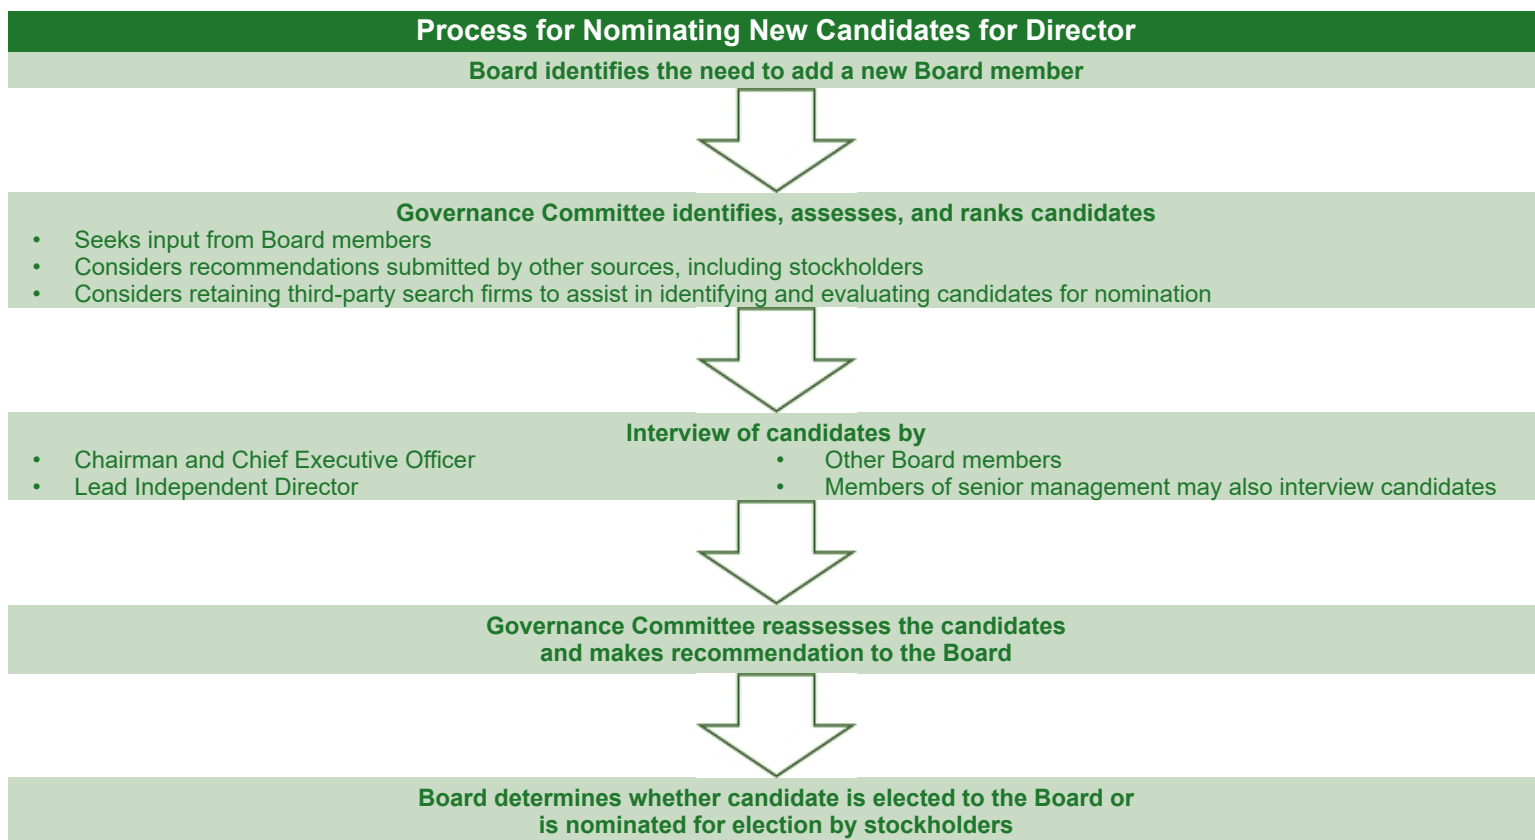 Process for Nominating New Candidates for Director
Board identifies the need to add a new Board member
Governance Committee identifies, assesses, and ranks candidates
• Seeks input from Board members
• Considers recommendations submitted by other sources, including stockholders
• Considers retaining third-party search firms to assist in identifying and evaluating candidates for nomination
Interview of candidates by
• Chairman and Chief Executive Officer
• Lead Independent Director
• Other Board members
• Members of senior management may also interview candidates
Governance Committee reassesses the candidates
and makes recommendation to the Board
Board determines whether candidate is elected to the Board or
is nominated for election by stockholders